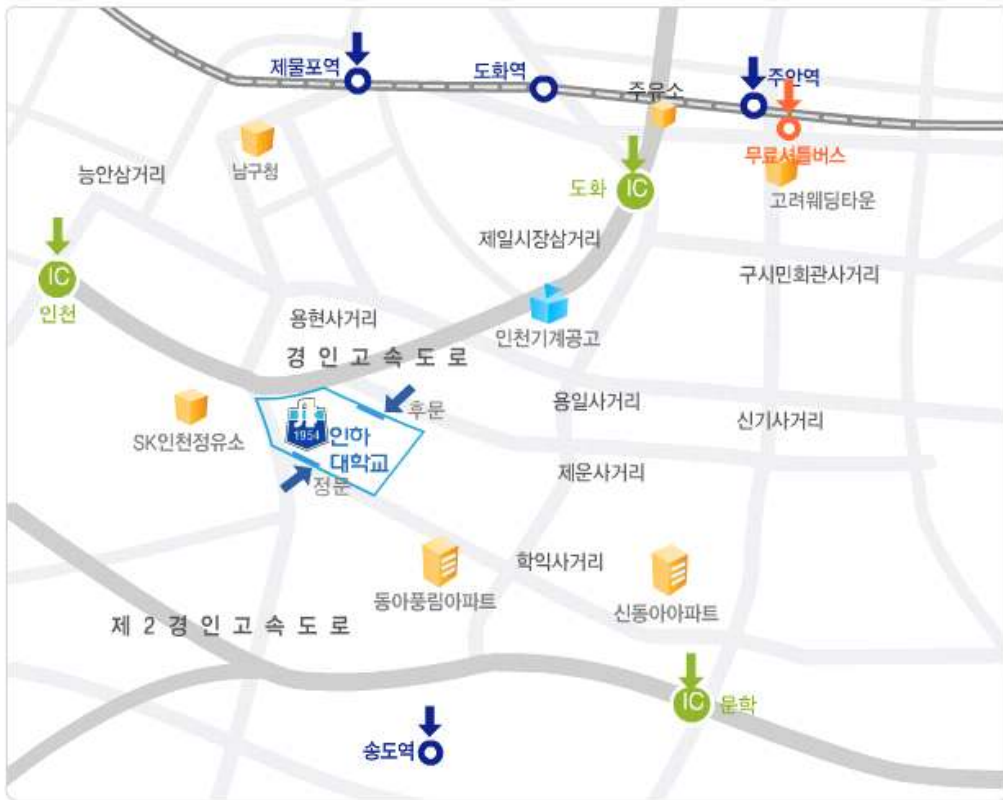 제물포역
도화역
주안역
주유소
무료셔틀버스
남구청
능안삼거리
도화
IC
고려웨딩타운
제일시장삼거리
구시민회관사거리
IC
인천
용현사거리
인천기계공고
경인고속도로
후문
용일사거리
신기사거리
SK인천정유소
1954
인하
대학교
정문
제운사거리
학익사거리
동아풍림아파트
신동아아파트
제2경인고속도로
IC
문학
송도역